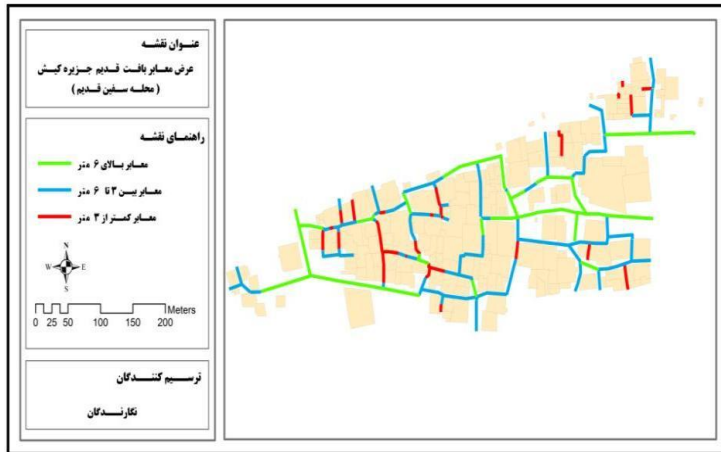 عنوان نقشه
عرض معابر بافت قدیم جزیره کیش
( محله سفین قدیم )
راهنمای نقشه
معابر بالای ۶ متر
معابر بین ۳ تا ۶ متر
معابر کمتر از ۳ متر
N
W E
S
Meters
0 25 50 100 150 200
ترسیم کنندگان
نگارندگان